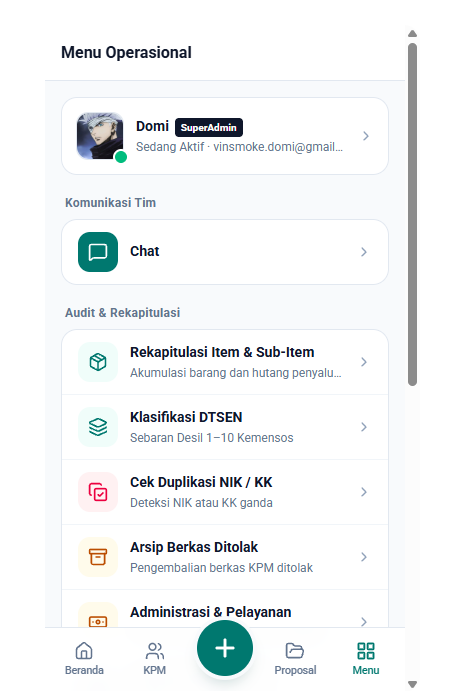 Menu Operasional
Domi SuperAdmin
Sedang Aktif · vinsmoke.domi@gmail...
Komunikasi Tim
Chat
Audit & Rekapitulasi
Rekapitulasi Item & Sub-Item
Akumulasi barang dan hutang penyalu...
Klasifikasi DTSEN
Sebaran Desil 1–10 Kemensos
Cek Duplikasi NIK / KK
Deteksi NIK atau KK ganda
Arsip Berkas Ditolak
Pengembalian berkas KPM ditolak
Administrasi & Pelayanan
Beranda
KPM
Proposal
Menu